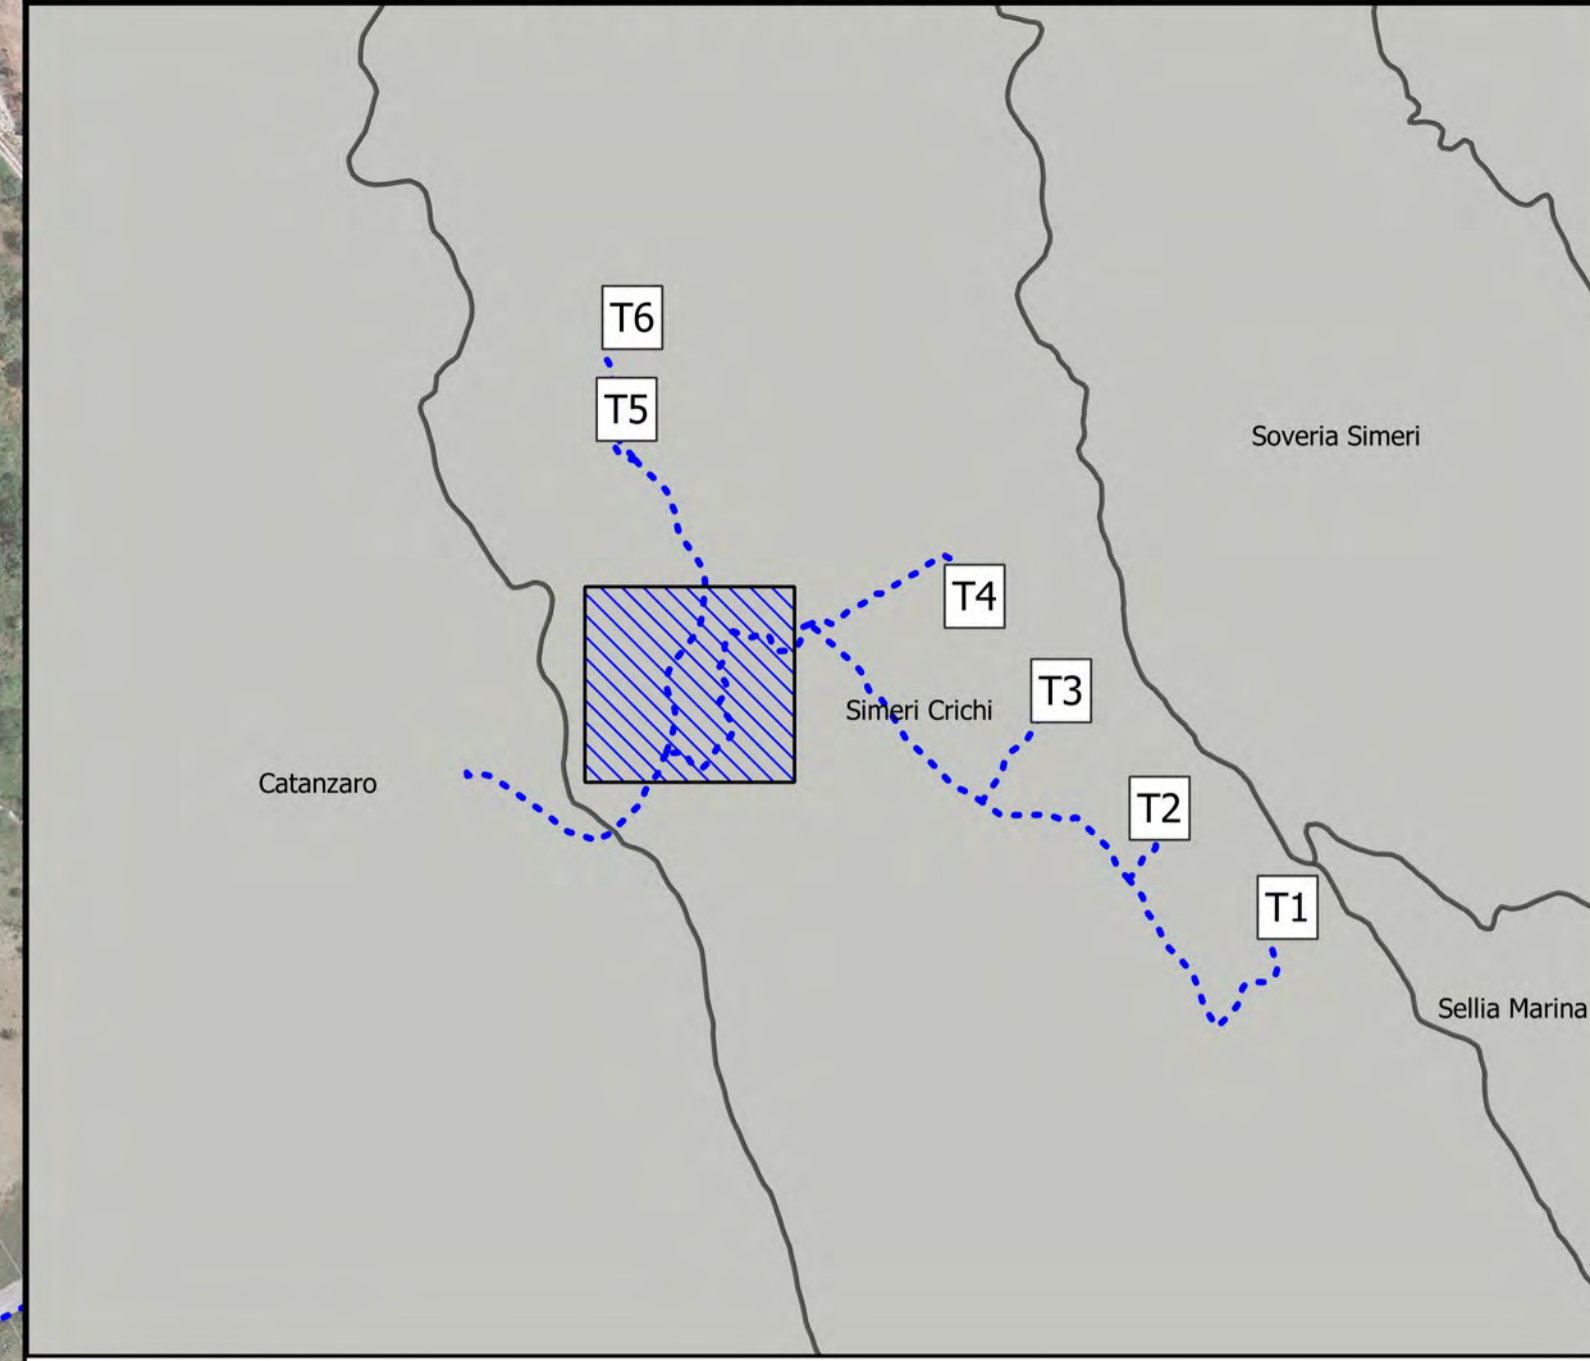 T6
T5
Soveria Simeri
T4
T3
Simeri Crichi
Catanzaro
T2
T1
Sellia Marina